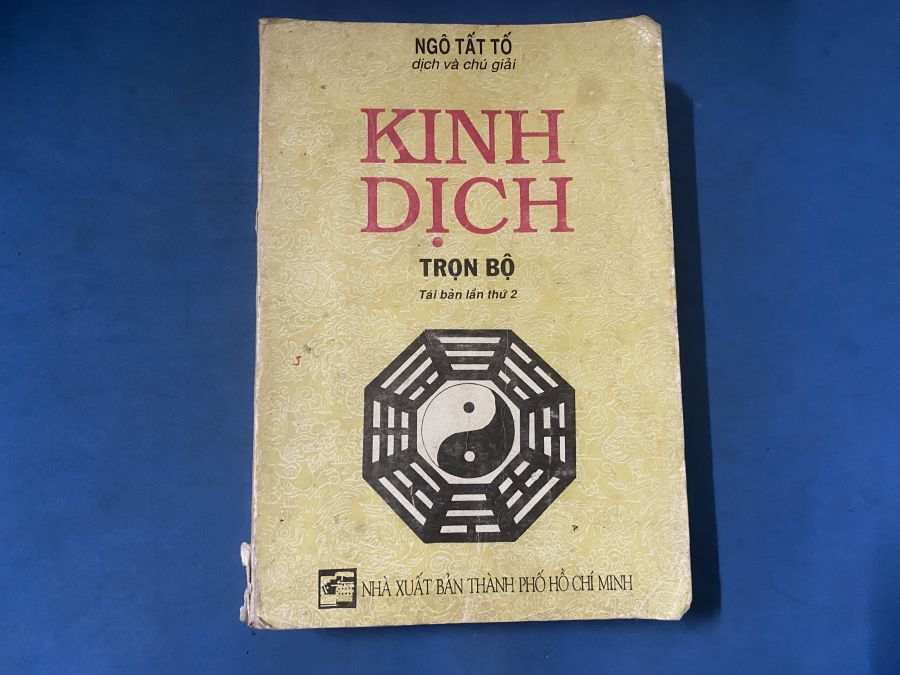 NGÔ TẤT TỐ
dịch và chú giải
KINH
DỊCH
TRỌN BỘ
Tái bản lần thứ 2
NHÀ XUẤT BẢN THÀNH PHỐ HỒ CHÍ MINH